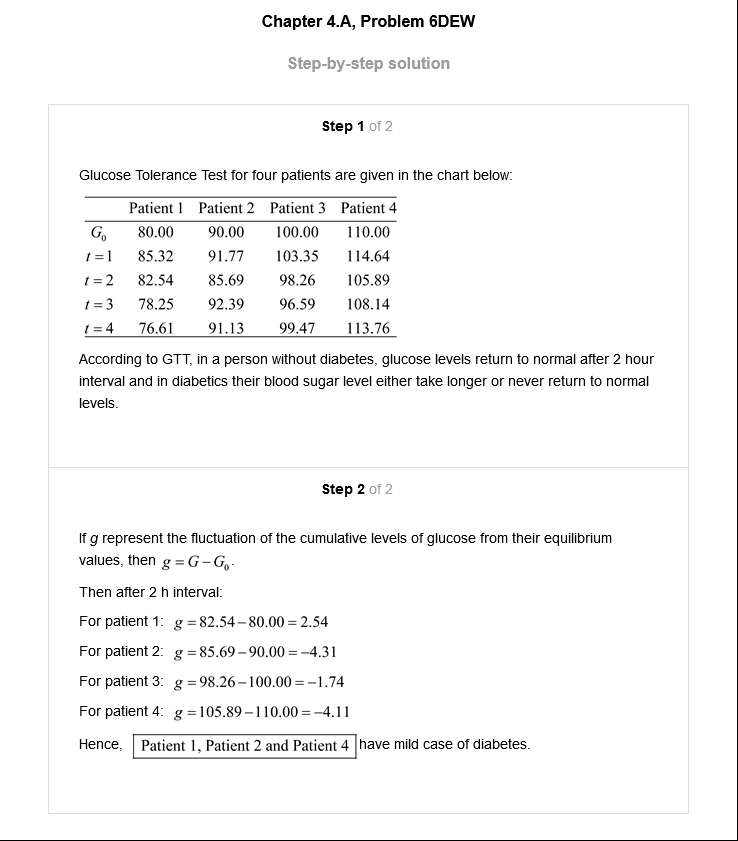 Chapter 4.A, Problem 6DEW
Step-by-step solution
Step 1 of 2
Glucose Tolerance Test for four patients are given in the chart below:
Patient 1 Patient 2 Patient 3 Patient 4
G₀ 80.00 90.00 100.00 110.00
t = 1 85.32 91.77 103.35 114.64
t = 2 82.54 85.69 98.26 105.89
t = 3 78.25 92.39 96.59 108.14
t = 4 76.61 91.13 99.47 113.76
According to GTT, in a person without diabetes, glucose levels return to normal after 2 hour
interval and in diabetics their blood sugar level either take longer or never return to normal
levels.
Step 2 of 2
If g represent the fluctuation of the cumulative levels of glucose from their equilibrium
values, then g = G – G₀.
Then after 2 h interval:
For patient 1: g = 82.54 – 80.00 = 2.54
For patient 2: g = 85.69 – 90.00 = –4.31
For patient 3: g = 98.26 – 100.00 = –1.74
For patient 4: g = 105.89 – 110.00 = –4.11
Hence, Patient 1, Patient 2 and Patient 4 have mild case of diabetes.